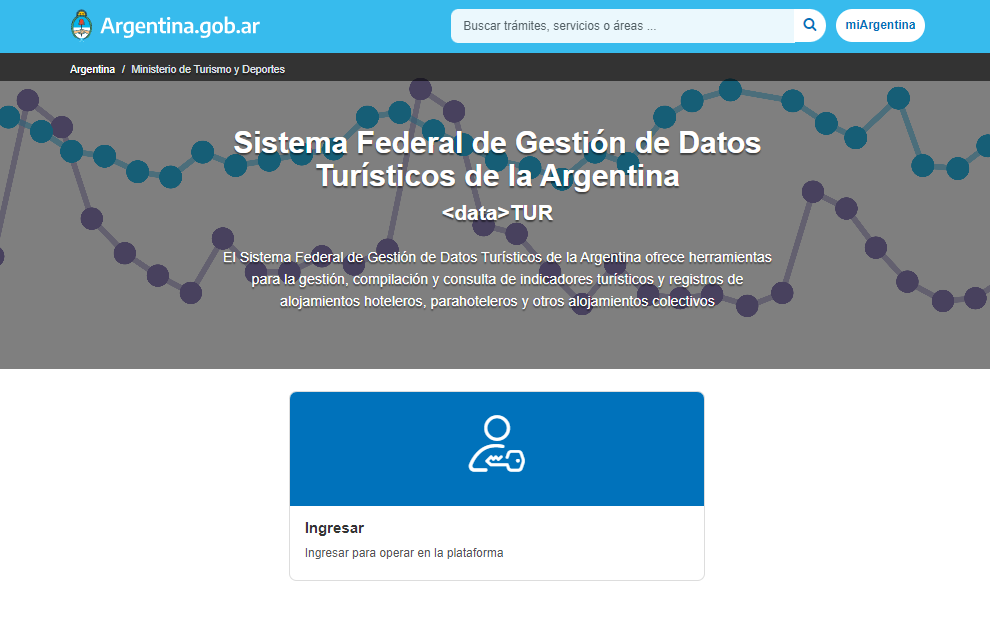 Argentina.gob.ar
Buscar trámites, servicios o áreas ...
miArgentina
Argentina / Ministerio de Turismo y Deportes
Sistema Federal de Gestión de Datos
Turísticos de la Argentina
<data>TUR
El Sistema Federal de Gestión de Datos Turísticos de la Argentina ofrece herramientas
para la gestión, compilación y consulta de indicadores turísticos y registros de
alojamientos hoteleros, parahoteleros y otros alojamientos colectivos
Ingresar
Ingresar para operar en la plataforma